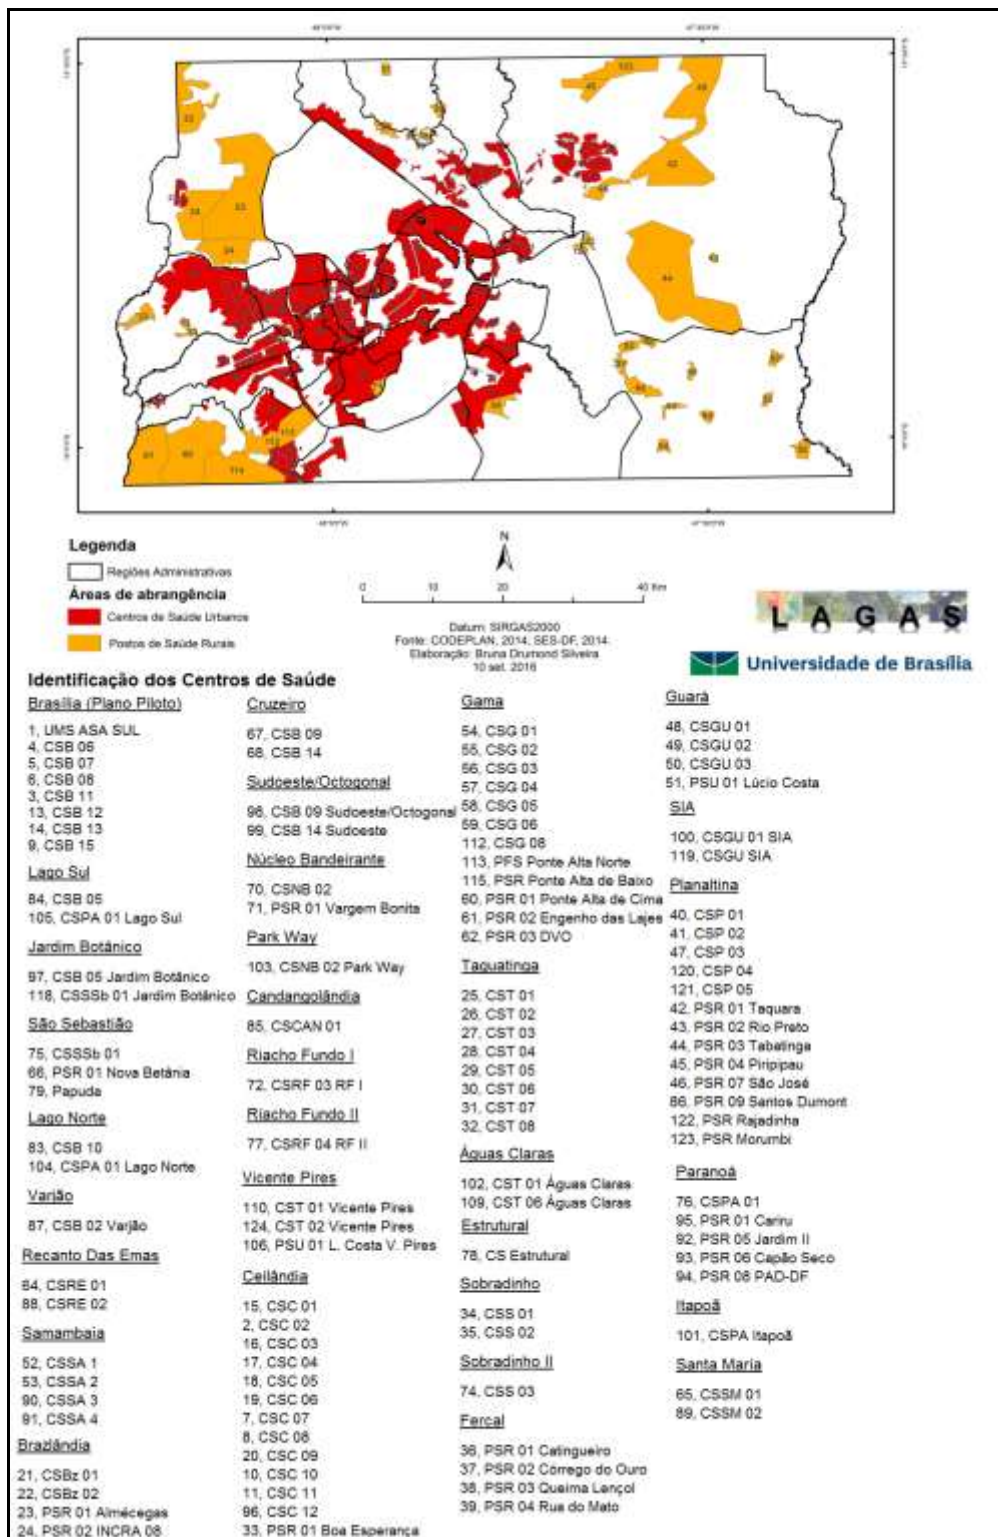 Legenda
Regiões Administrativas
Áreas de abrangência
Centros de Saúde Urbanos
Postos de Saúde Rurais
N
0 10 20 40 Km
Datum: SIRGAS2000
Fonte: CODEPLAN, 2014, SES-DF, 2014.
Elaboração: Bruna Drumond Silveira
10 set. 2016
LAGAS
Universidade de Brasília
Identificação dos Centros de Saúde
Brasília (Plano Piloto)
1, UMS ASA SUL
4, CSB 06
5, CSB 07
6, CSB 08
3, CSB 11
13, CSB 12
14, CSB 13
9, CSB 15
Lago Sul
84, CSB 05
105, CSPA 01 Lago Sul
Jardim Botânico
97, CSB 05 Jardim Botânico
118, CSSSb 01 Jardim Botânico
São Sebastião
75, CSSSb 01
66, PSR 01 Nova Betânia
79, Papuda
Lago Norte
83, CSB 10
104, CSPA 01 Lago Norte
Varjão
87, CSB 02 Varjão
Recanto Das Emas
64, CSRE 01
88, CSRE 02
Samambaia
52, CSSA 1
53, CSSA 2
90, CSSA 3
91, CSSA 4
Brazlândia
21, CSBz 01
22, CSBz 02
23, PSR 01 Almécegas
24, PSR 02 INCRA 08
Cruzeiro
67, CSB 09
68, CSB 14
Sudoeste/Octogonal
98, CSB 09 Sudoeste/Octogonal
99, CSB 14 Sudoeste
Núcleo Bandeirante
70, CSNB 02
71, PSR 01 Vargem Bonita
Park Way
103, CSNB 02 Park Way
Candangolândia
85, CSCAN 01
Riacho Fundo I
72, CSRF 03 RF I
Riacho Fundo II
77, CSRF 04 RF II
Vicente Pires
110, CST 01 Vicente Pires
124, CST 02 Vicente Pires
106, PSU 01 L. Costa V. Pires
Ceilândia
15, CSC 01
2, CSC 02
16, CSC 03
17, CSC 04
18, CSC 05
19, CSC 06
7, CSC 07
8, CSC 08
20, CSC 09
10, CSC 10
11, CSC 11
96, CSC 12
33, PSR 01 Boa Esperança
Gama
54, CSG 01
55, CSG 02
56, CSG 03
57, CSG 04
58, CSG 05
59, CSG 06
112, CSG 08
113, PFS Ponte Alta Norte
115, PSR Ponte Alta de Baixo
60, PSR 01 Ponte Alta de Cima
61, PSR 02 Engenho das Lajes
62, PSR 03 DVO
Taguatinga
25, CST 01
26, CST 02
27, CST 03
28, CST 04
29, CST 05
30, CST 06
31, CST 07
32, CST 08
Águas Claras
102, CST 01 Águas Claras
109, CST 06 Águas Claras
Estrutural
78, CS Estrutural
Sobradinho
34, CSS 01
35, CSS 02
Sobradinho II
74, CSS 03
Fercal
36, PSR 01 Catingueiro
37, PSR 02 Córrego do Ouro
38, PSR 03 Queima Lençol
39, PSR 04 Rua do Mato
Guará
48, CSGU 01
49, CSGU 02
50, CSGU 03
51, PSU 01 Lúcio Costa
SIA
100, CSGU 01 SIA
119, CSGU SIA
Planaltina
40, CSP 01
41, CSP 02
47, CSP 03
120, CSP 04
121, CSP 05
42, PSR 01 Taquara
43, PSR 02 Rio Preto
44, PSR 03 Tabatinga
45, PSR 04 Piripipau
46, PSR 07 São José
86, PSR 09 Santos Dumont
122, PSR Rajadinha
123, PSR Morumbi
Paranoá
76, CSPA 01
95, PSR 01 Cariru
92, PSR 05 Jardim II
93, PSR 06 Capão Seco
94, PSR 08 PAD-DF
Itapoã
101, CSPA Itapoã
Santa Maria
65, CSSM 01
89, CSSM 02